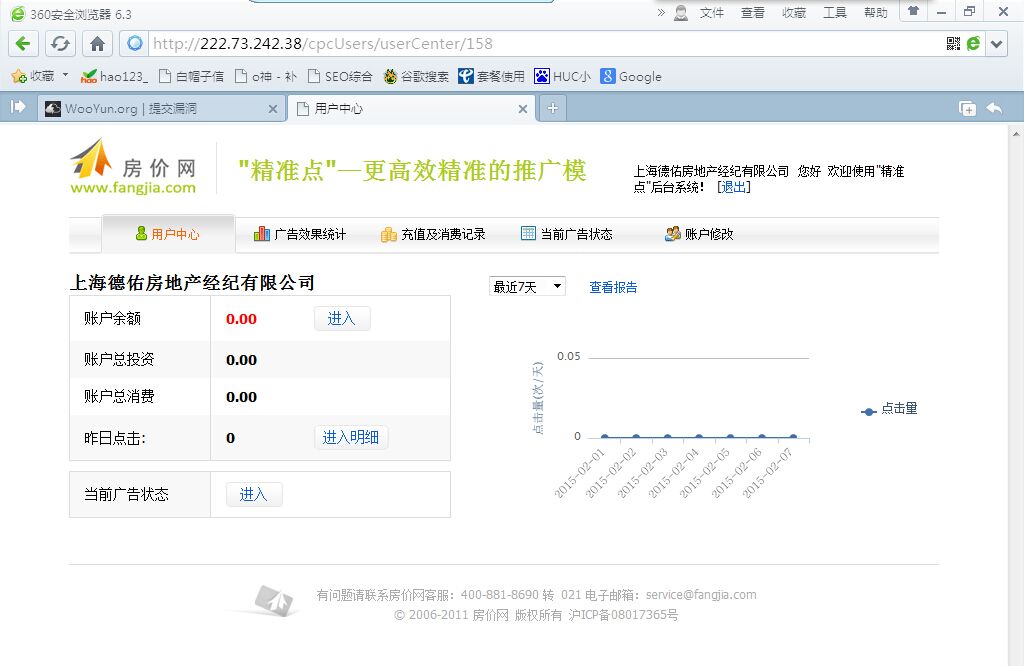 360安全浏览器 6.3
» 文件 查看 收藏 工具 帮助
http://222.73.242.38/cpcUsers/userCenter/158
收藏 hao123_ 白帽子信 o神 - 补 SEO综合 谷歌搜索 套餐使用 HUC小 Google
WooYun.org | 提交漏洞 用户中心
房价网
www.fangjia.com
"精准点"—更高效精准的推广模
上海德佑房地产经纪有限公司 您好 欢迎使用"精准
点"后台系统! [退出]
用户中心 广告效果统计 充值及消费记录 当前广告状态 账户修改
上海德佑房地产经纪有限公司
最近7天 查看报告
账户余额 0.00 进入
账户总投资 0.00
账户总消费 0.00
昨日点击: 0 进入明细
当前广告状态 进入
点击量(次/天)
0.05
0
2015-02-01 2015-02-02 2015-02-03 2015-02-04 2015-02-05 2015-02-06 2015-02-07
点击量
有问题请联系房价网客服: 400-881-8690 转 021 电子邮箱: service@fangjia.com
© 2006-2011 房价网 版权所有 沪ICP备08017365号